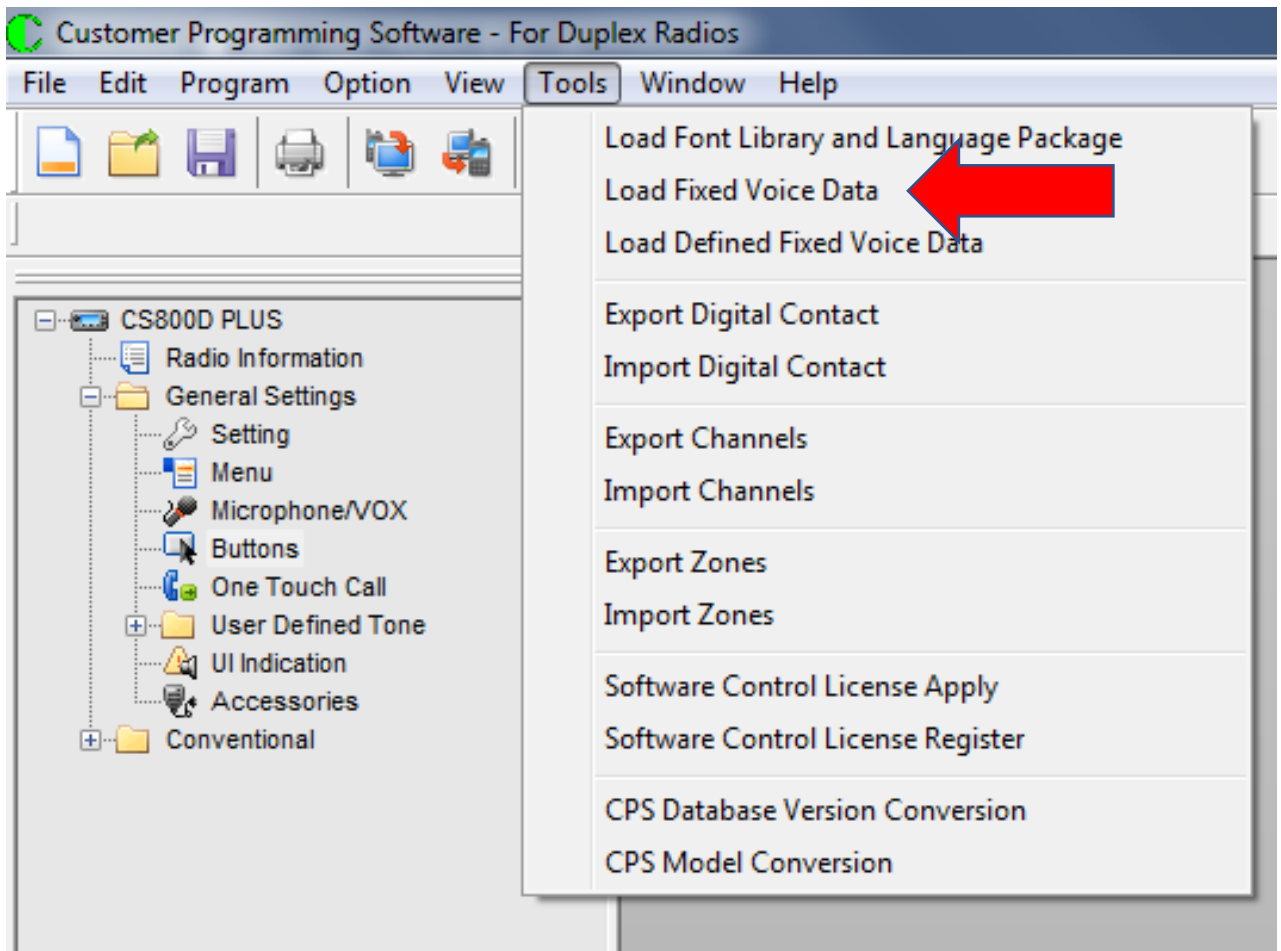 Customer Programming Software - For Duplex Radios
File Edit Program Option View Tools Window Help
Load Font Library and Language Package
Load Fixed Voice Data
Load Defined Fixed Voice Data
Export Digital Contact
Import Digital Contact
Export Channels
Import Channels
Export Zones
Import Zones
Software Control License Apply
Software Control License Register
CPS Database Version Conversion
CPS Model Conversion
CS800D PLUS
Radio Information
General Settings
Setting
Menu
Microphone/VOX
Buttons
One Touch Call
User Defined Tone
UI Indication
Accessories
Conventional